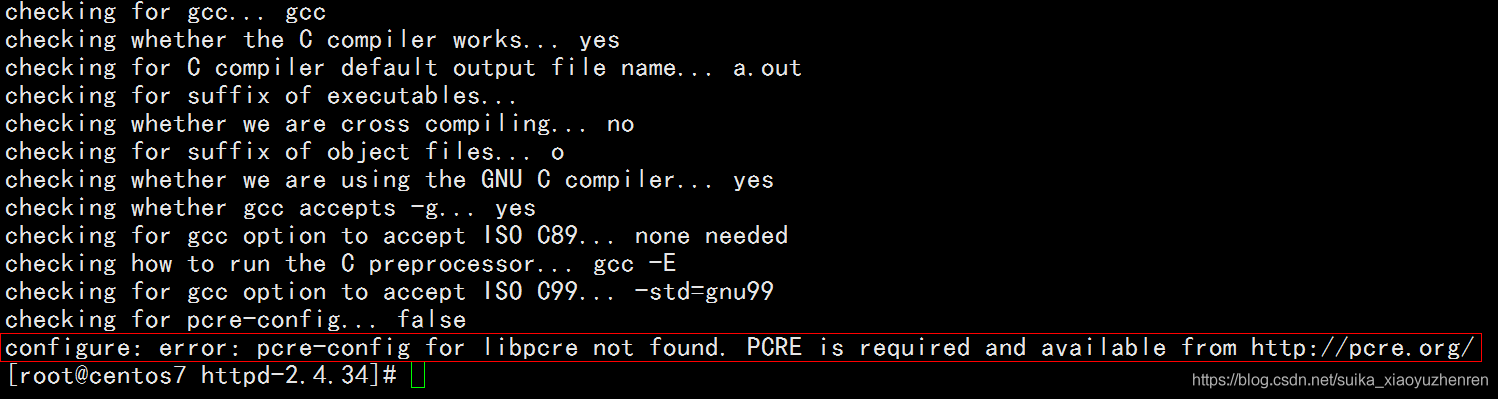 checking for gcc... gcc
checking whether the C compiler works... yes
checking for C compiler default output file name... a.out
checking for suffix of executables...
checking whether we are cross compiling... no
checking for suffix of object files... o
checking whether we are using the GNU C compiler... yes
checking whether gcc accepts -g... yes
checking for gcc option to accept ISO C89... none needed
checking how to run the C preprocessor... gcc -E
checking for gcc option to accept ISO C99... -std=gnu99
checking for pcre-config... false
configure: error: pcre-config for libpcre not found. PCRE is required and available from http://pcre.org/
[root@centos7 httpd-2.4.34]#
https://blog.csdn.net/suika_xiaoyuzhenren